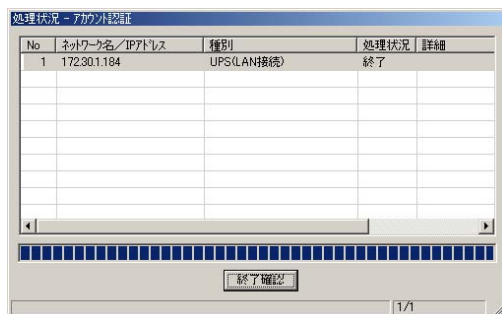 処理状況 - アカウント認証
No ネットワーク名/IPアドレス 種別 処理状況 詳細
1 172.30.1.184 UPS(LAN接続) 終了
終了確認
1/1